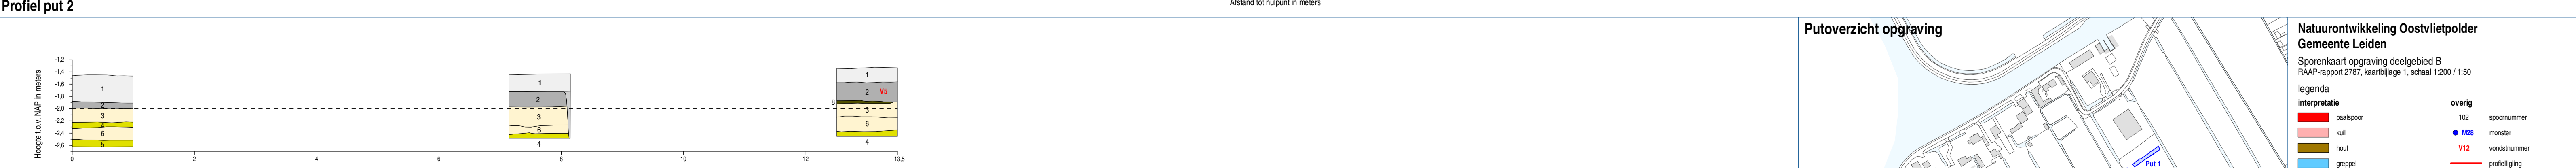 Profiel put 2
Afstand tot nulpunt in meters
Hoogte t.o.v. NAP in meters
-1,2
-1,4
-1,6
-1,8
-2,0
-2,2
-2,4
-2,6
1
2
3
4
6
5
1
2
3
6
4
1
2 V5
8
3
6
4
0 2 4 6 8 10 12 13,5
Putoverzicht opgraving
Put 1
Natuurontwikkeling Oostvlietpolder
Gemeente Leiden
Sporenkaart opgraving deelgebied B
RAAP-rapport 2787, kaartbijlage 1, schaal 1:200 / 1:50
legenda
interpretatie overig
paalspoor 102 spoornummer
kuil M28 monster
hout V12 vondstnummer
greppel profiellijging